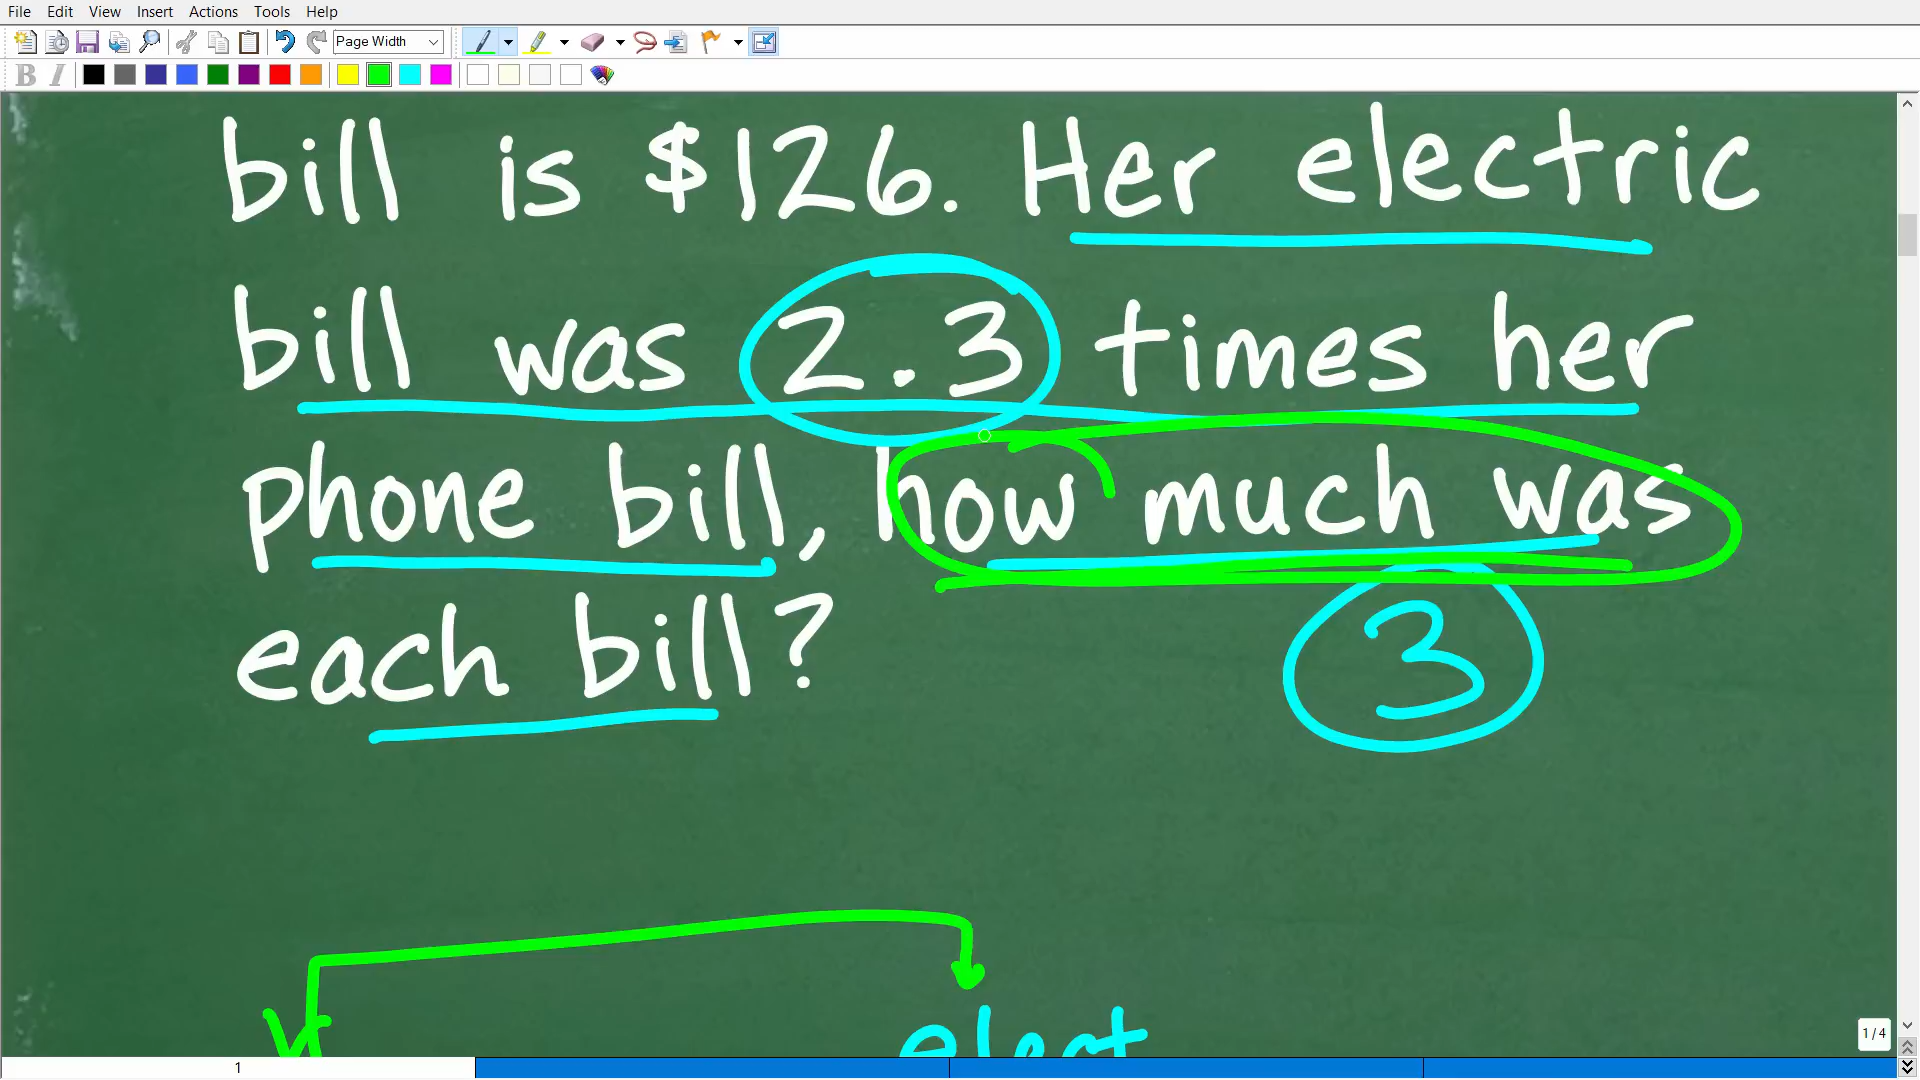 File Edit View Insert Actions Tools Help
Page Width
B I
bill is $126. Her electric
bill was 2.3 times her
phone bill, how much was
each bill?
3
elect
1 / 4
1